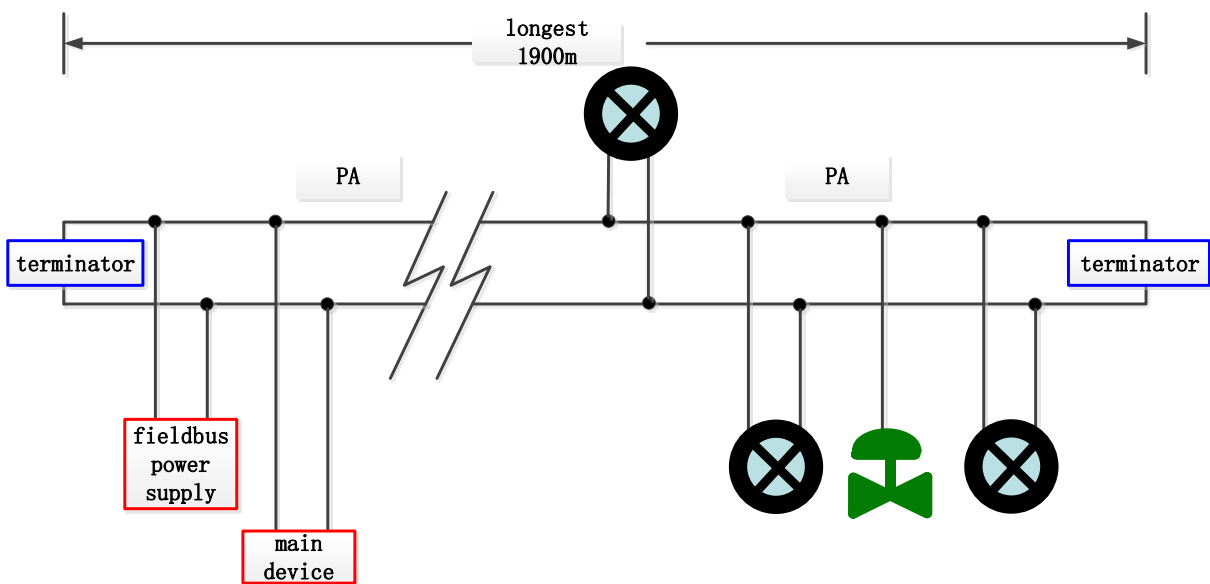 longest
1900m
PA
PA
terminator
terminator
fieldbus
power
supply
main
device